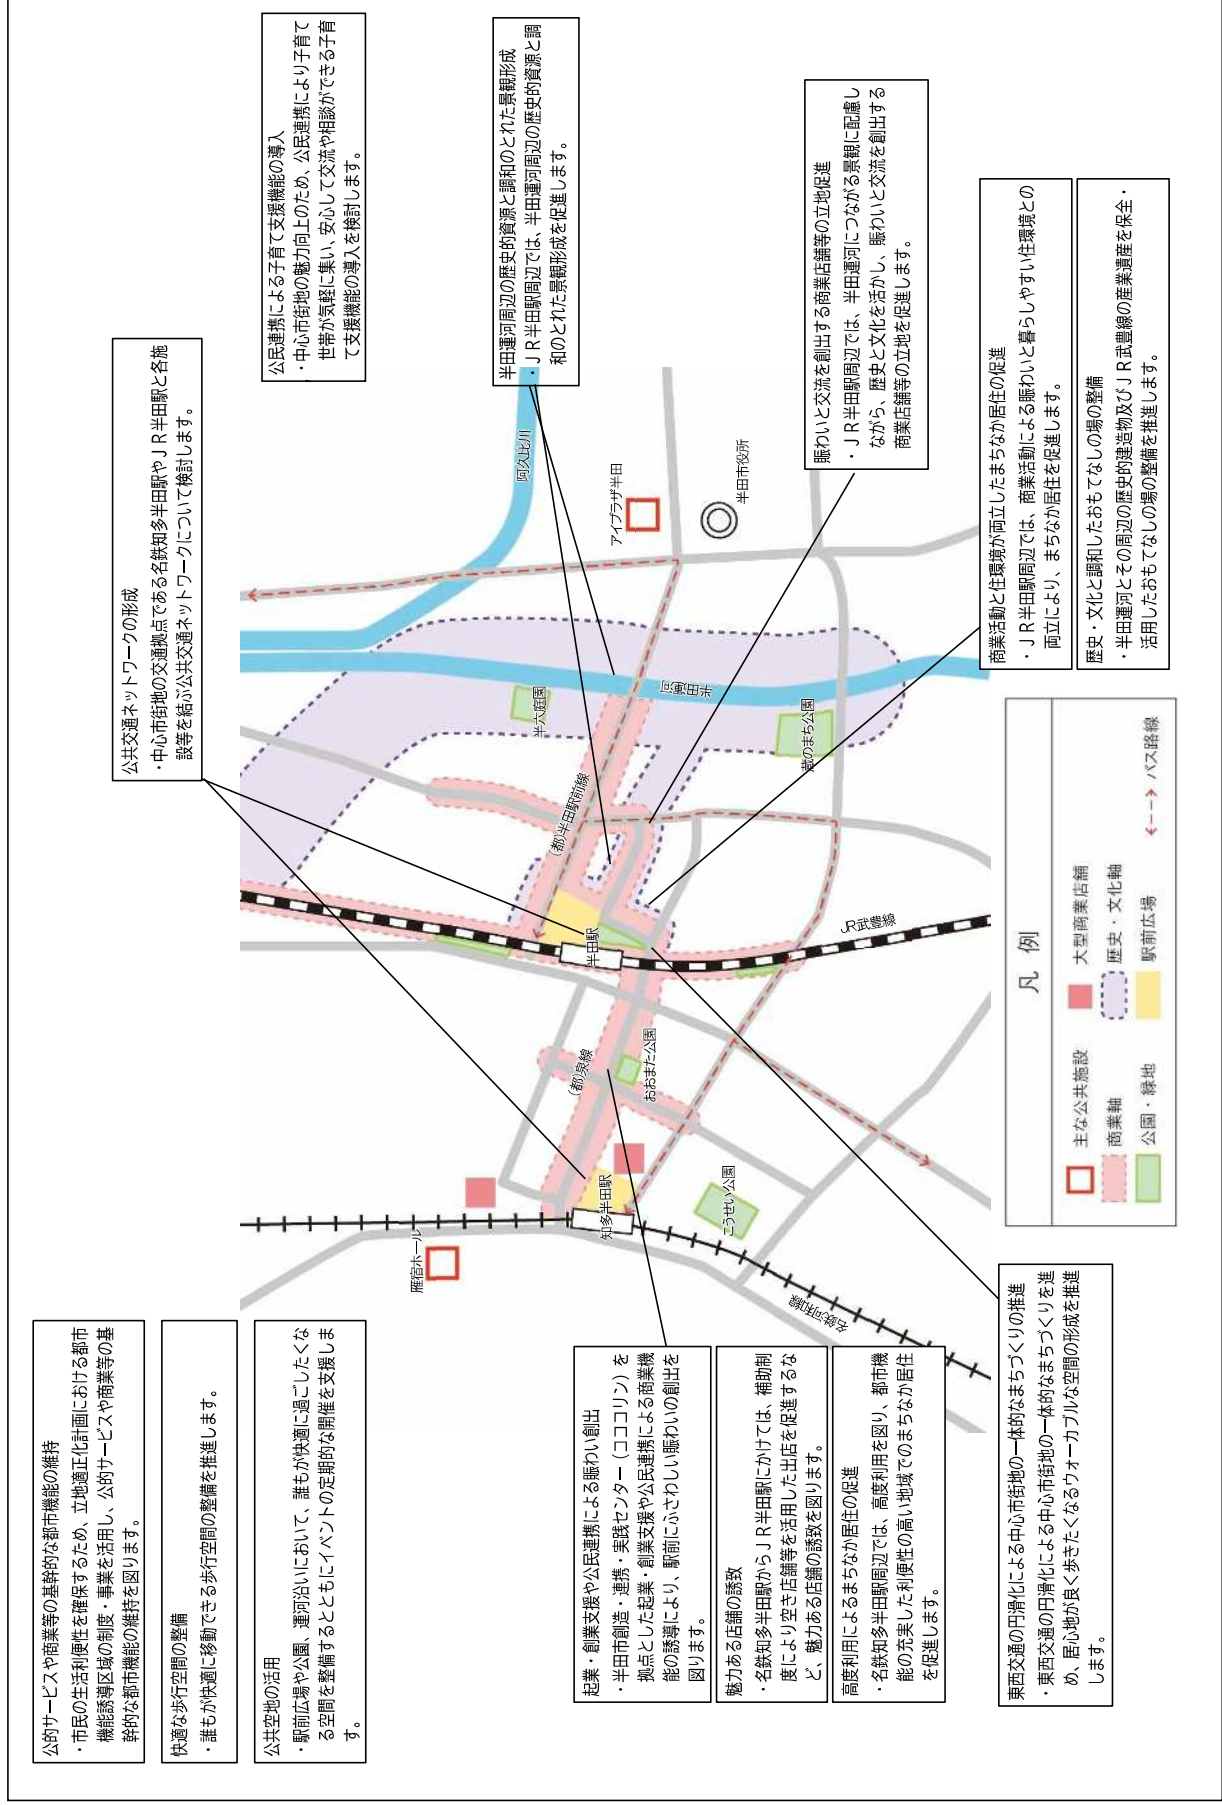 公的サービスや商業等の基幹的な都市機能の維持
・市民の生活利便性を確保するため、立地適正化計画における都市
機能誘導区域の制度・事業を活用し、公的サービスや商業等の基
幹的な都市機能の維持を図ります。
快適な歩行空間の整備
・誰もが快適に移動できる歩行空間の整備を推進します。
公共空地の活用
・駅前広場や公園、運河沿いにおいて、誰もが快適に過ごしたくな
る空間を整備するとともにイベントの定期的な開催を支援しま
す。
公共交通ネットワークの形成
・中心市街地の交通拠点である名鉄知多半田駅やJR半田駅と各施
設等を結ぶ公共交通ネットワークについて検討します。
公民連携による子育て支援機能の導入
・中心市街地の魅力向上のため、公民連携により子育て
世帯が気軽に集い、安心して交流や相談ができる子育
て支援機能の導入を検討します。
半田運河周辺の歴史的資源と調和のとれた景観形成
・JR半田駅周辺では、半田運河周辺の歴史的資源と調
和のとれた景観形成を促進します。
賑わいと交流を創出する商業店舗等の立地促進
・JR半田駅周辺では、半田運河につながる景観に配慮し
ながら、歴史と文化を活かし、賑わいと交流を創出する
商業店舗等の立地を促進します。
商業活動と住環境が両立したまちなか居住の促進
・JR半田駅周辺では、商業活動による賑わいと暮らしやすい住環境との
両立により、まちなか居住を促進します。
歴史・文化と調和したおもてなしの場の整備
・半田運河とその周辺の歴史的建造物及びJR武豊線の産業遺産を保全・
活用したおもてなしの場の整備を推進します。
起業・創業支援や公民連携による賑わい創出
・半田市創造・連携・実践センター(コココリン)を
拠点とした起業・創業支援や公民連携による商業機
能の誘導により、駅前にふさわしい賑わいの創出を
図ります。
魅力ある店舗の誘致
・名鉄知多半田駅からJR半田駅にかけては、補助制
度により空き店舗等を活用した出店を促進するな
ど、魅力ある店舗の誘致を図ります。
高度利用によるまちなか居住の促進
・名鉄知多半田駅周辺では、高度利用を図り、都市機
能の充実した利便性の高い地域でのまちなか居住
を促進します。
東西交通の円滑化による中心市街地の一体的なまちづくりの推進
・東西交通の円滑化による中心市街地の一体的なまちづくりを進
め、居心地が良く歩きたくなるウォーカブルな空間の形成を推進
します。
雁宿ホール
知多半田駅
名鉄河和線
こうせい公園
(都)泉線
おおまた公園
半田駅
JR武豊線
(都)半田駅前線
半六庭園
半田運河
蔵のまち公園
阿久比川
アイプラザ半田
半田市役所
凡 例
主な公共施設
大型商業店舗
商業軸
歴史・文化軸
公園・緑地
駅前広場
バス路線